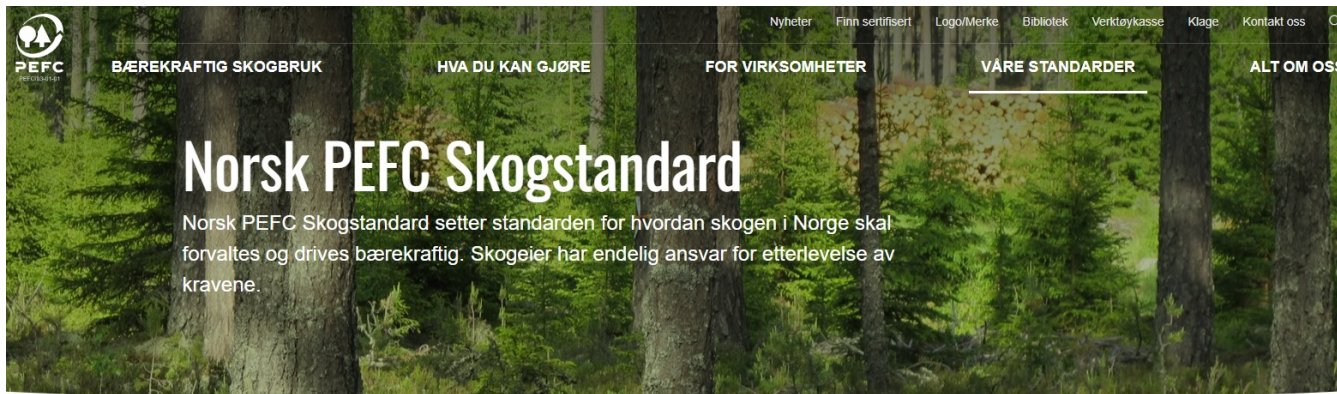 Nyheter Finn sertifisert Logo/Merke Bibliotek Verktøykasse Klage Kontakt oss
PEFC
BÆREKRAFTIG SKOGBRUK HVA DU KAN GJØRE FOR VIRKSOMHETER VÅRE STANDARDER ALT OM OSS
Norsk PEFC Skogstandard
Norsk PEFC Skogstandard setter standarden for hvordan skogen i Norge skal
forvaltes og drives bærekraftig. Skogeier har endelig ansvar for etterlevelse av
kravene.